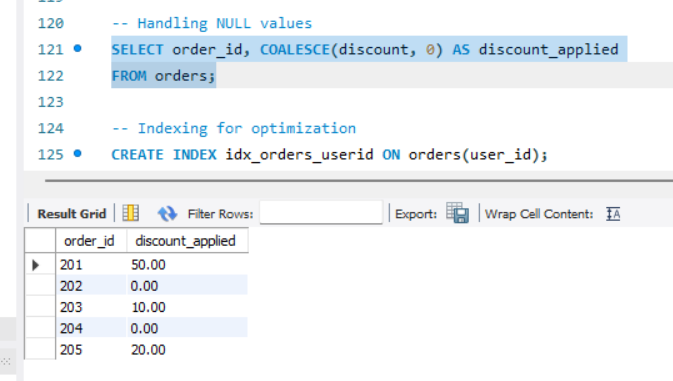 120 -- Handling NULL values
121 SELECT order_id, COALESCE(discount, 0) AS discount_applied
122 FROM orders;
123
124 -- Indexing for optimization
125 CREATE INDEX idx_orders_userid ON orders(user_id);
Result Grid Filter Rows: Export: Wrap Cell Content: IA
order_id discount_applied
201 50.00
202 0.00
203 10.00
204 0.00
205 20.00